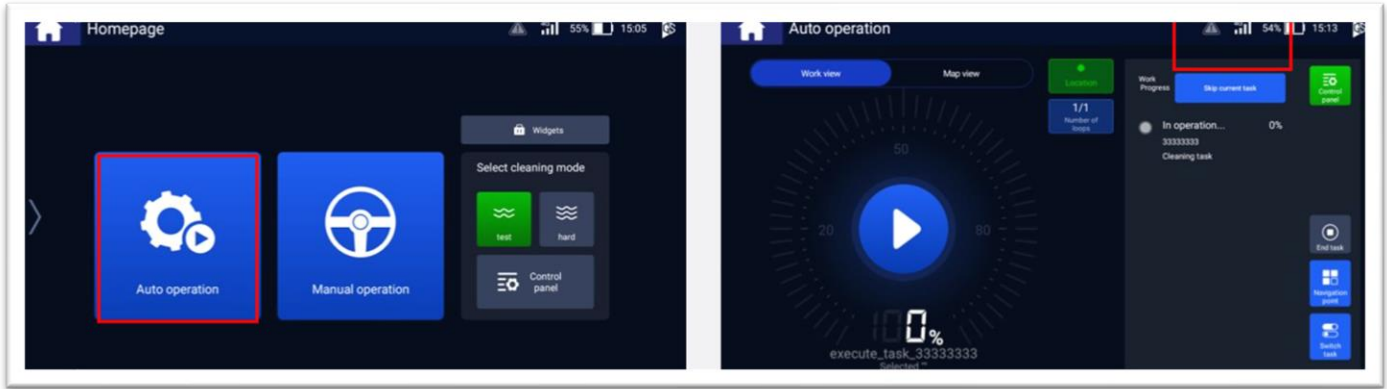 Homepage
55%
15:05
Widgets
Select cleaning mode
test
hard
Auto operation
Manual operation
Control
panel
Auto operation
54%
15:13
Work view
Map view
Location
1/1
Number of
loops
Work
Progress
Skip current task
Control
panel
In operation...
0%
33333333
Cleaning task
50
20
80
End task
Navigation
point
0%
Switch
task
execute_task_33333333
Selected ""